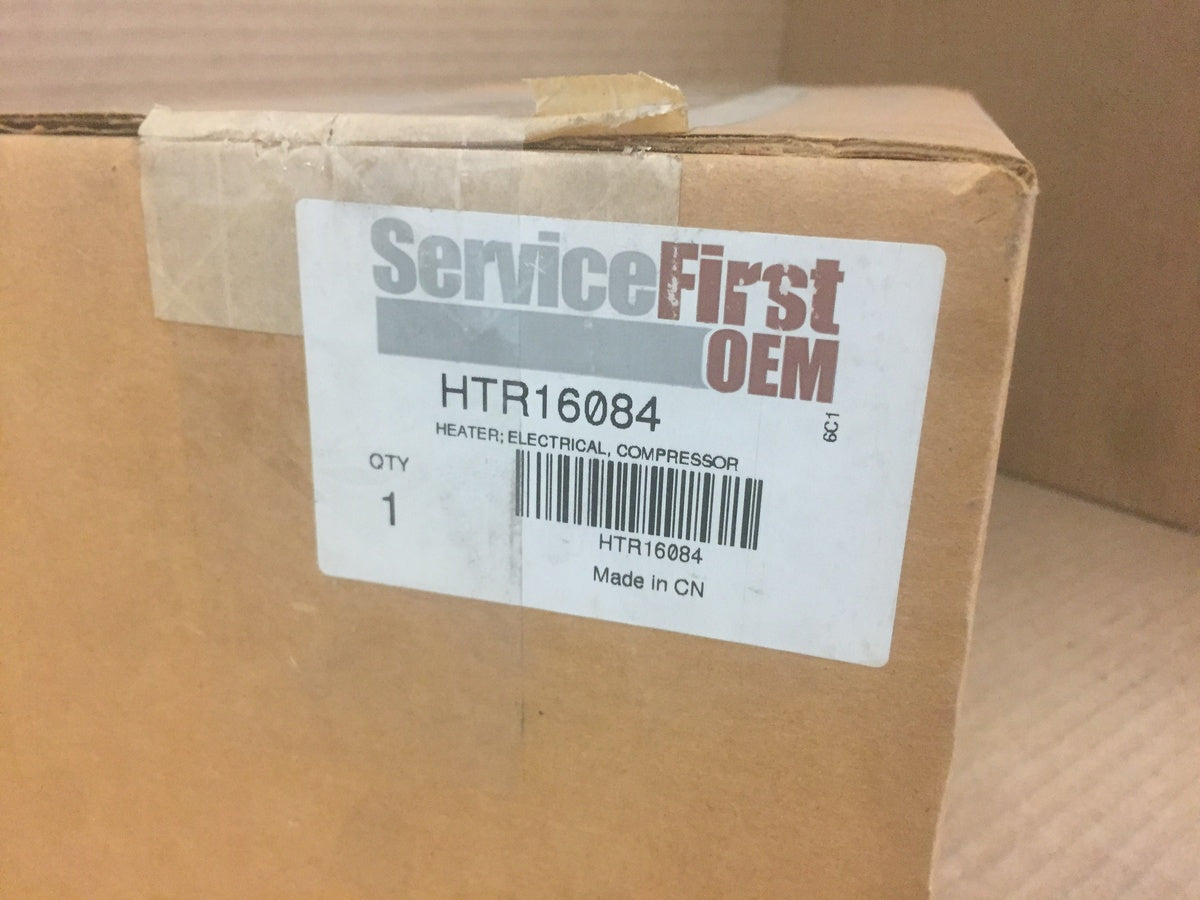 ServiceFirst
OEM
HTR16084
6C1
HEATER; ELECTRICAL, COMPRESSOR
QTY
1
HTR16084
Made in CN